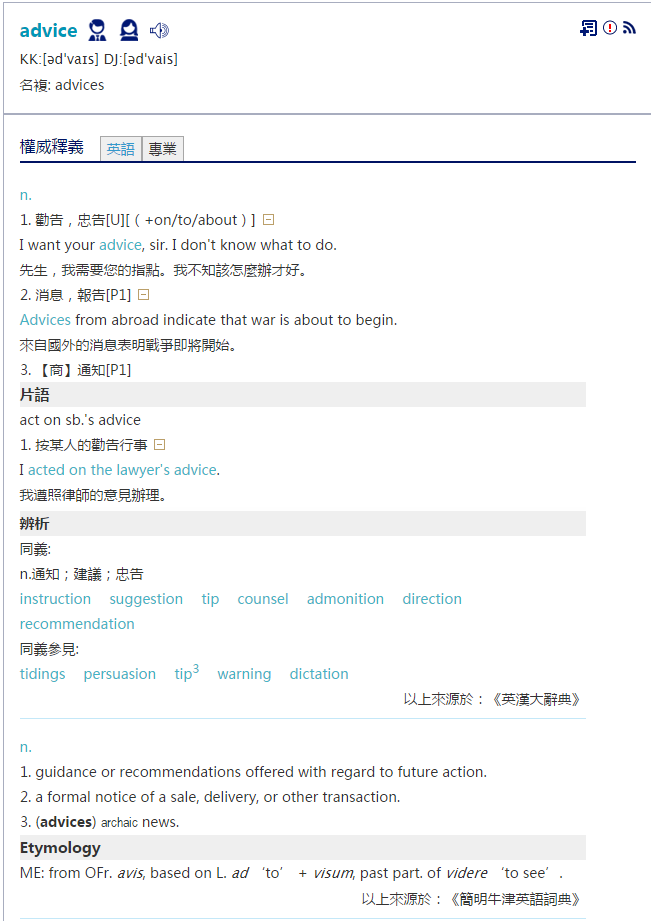 advice
KK:[əd'vaɪs] DJ:[əd'vais]
名複: advices
權威釋義 英語 專業
n.
1. 勸告，忠告[U][（+on/to/about）]
I want your advice, sir. I don't know what to do.
先生，我需要您的指點。我不知該怎麼辦才好。
2. 消息，報告[P1]
Advices from abroad indicate that war is about to begin.
來自國外的消息表明戰爭即將開始。
3. 【商】通知[P1]
片語
act on sb.'s advice
1. 按某人的勸告行事
I acted on the lawyer's advice.
我遵照律師的意見辦理。
辨析
同義:
n.通知；建議；忠告
instruction suggestion tip counsel admonition direction
recommendation
同義參見:
tidings persuasion tip3 warning dictation
以上來源於：《英漢大辭典》
n.
1. guidance or recommendations offered with regard to future action.
2. a formal notice of a sale, delivery, or other transaction.
3. (advices) archaic news.
Etymology
ME: from OFr. avis, based on L. ad ‘to’ + visum, past part. of videre ‘to see’.
以上來源於：《簡明牛津英語詞典》